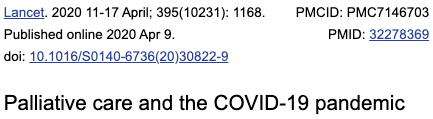 Lancet. 2020 11-17 April; 395(10231): 1168. PMCID: PMC7146703
Published online 2020 Apr 9. PMID: 32278369
doi: 10.1016/S0140-6736(20)30822-9
Palliative care and the COVID-19 pandemic